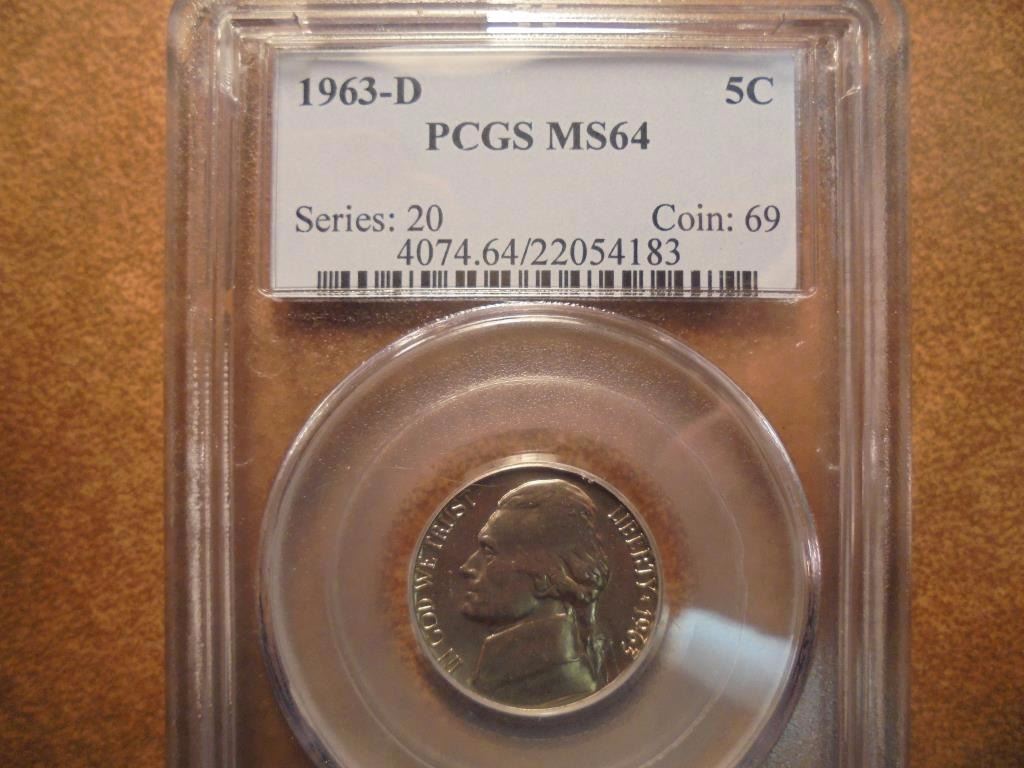 1963-D 5C
PCGS MS64
Series: 20 Coin: 69
4074.64/22054183
IN GOD WE TRUST
LIBERTY 1963